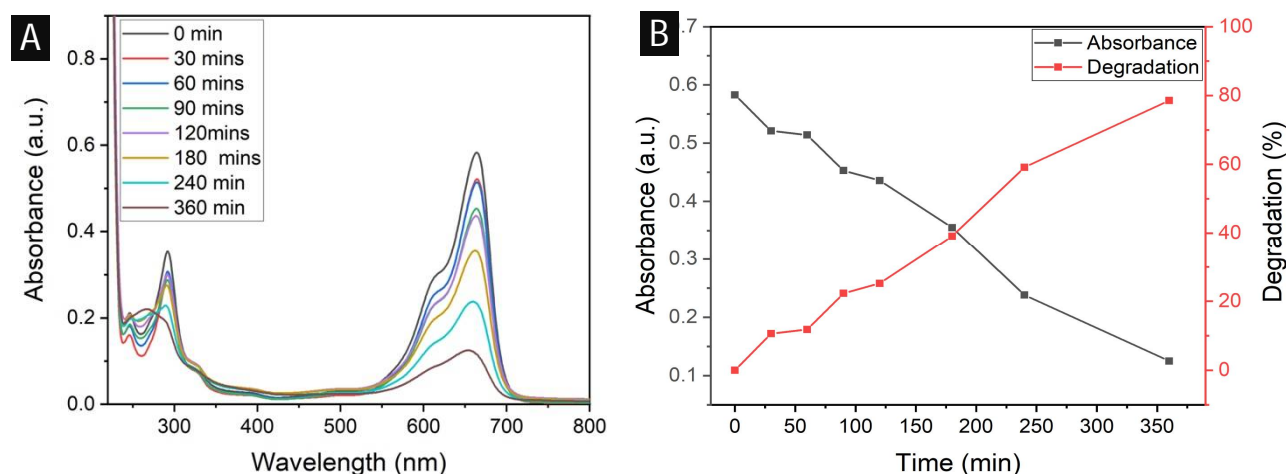 A
0 min
30 mins
60 mins
90 mins
120mins
180  mins
240 min
360 min
Absorbance (a.u.)
0.8
0.6
0.4
0.2
0.0
300 400 500 600 700 800
Wavelength (nm)
B
Absorbance
Degradation
Absorbance (a.u.)
0.7
0.6
0.5
0.4
0.3
0.2
0.1
0 50 100 150 200 250 300 350
Time (min)
100
80
60
40
20
0
Degradation (%)